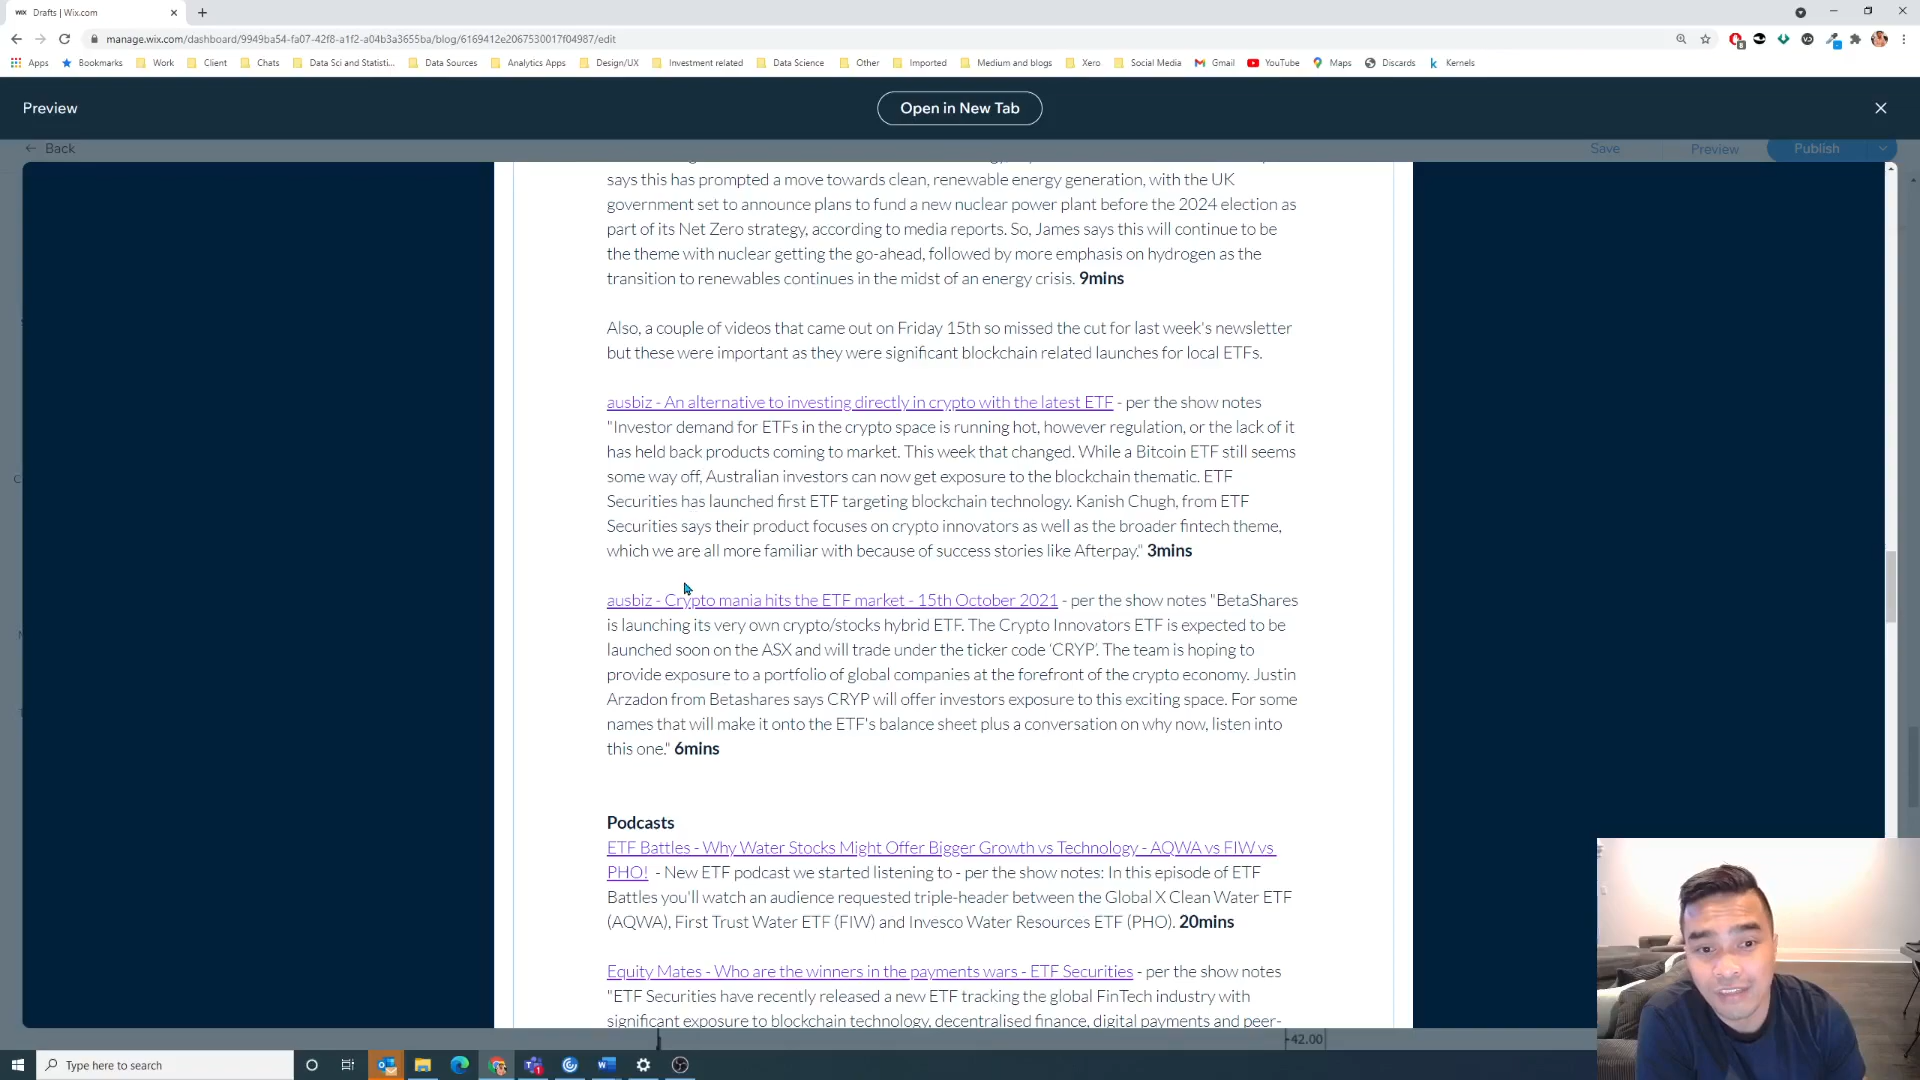 Drafts | Wix.com
manage.wix.com/dashboard/9949ba54-fa07-42f8-a1f2-a04b3a3655ba/blog/6169412e2067530017f04987/edit
Apps Bookmarks Work Client Chats Data Sci and Statisti... Data Sources Analytics Apps Design/UX Investment related Data Science Other Imported Medium and blogs Xero Social Media Gmail YouTube Maps Discards Kernels
Preview Open in New Tab
Back Save Preview Publish
says this has prompted a move towards clean, renewable energy generation, with the UK
government set to announce plans to fund a new nuclear power plant before the 2024 election as
part of its Net Zero strategy, according to media reports. So, James says this will continue to be
the theme with nuclear getting the go-ahead, followed by more emphasis on hydrogen as the
transition to renewables continues in the midst of an energy crisis. 9mins
Also, a couple of videos that came out on Friday 15th so missed the cut for last week's newsletter
but these were important as they were significant blockchain related launches for local ETFs.
ausbiz - An alternative to investing directly in crypto with the latest ETF - per the show notes
"Investor demand for ETFs in the crypto space is running hot, however regulation, or the lack of it
has held back products coming to market. This week that changed. While a Bitcoin ETF still seems
some way off, Australian investors can now get exposure to the blockchain thematic. ETF
Securities has launched first ETF targeting blockchain technology. Kanish Chugh, from ETF
Securities says their product focuses on crypto innovators as well as the broader fintech theme,
which we are all more familiar with because of success stories like Afterpay." 3mins
ausbiz - Crypto mania hits the ETF market - 15th October 2021 - per the show notes "BetaShares
is launching its very own crypto/stocks hybrid ETF. The Crypto Innovators ETF is expected to be
launched soon on the ASX and will trade under the ticker code ‘CRYP’. The team is hoping to
provide exposure to a portfolio of global companies at the forefront of the crypto economy. Justin
Arzadon from Betashares says CRYP will offer investors exposure to this exciting space. For some
names that will make it onto the ETF's balance sheet plus a conversation on why now, listen into
this one." 6mins
Podcasts
ETF Battles - Why Water Stocks Might Offer Bigger Growth vs Technology - AQWA vs FIW vs
PHO! - New ETF podcast we started listening to - per the show notes: In this episode of ETF
Battles you'll watch an audience requested triple-header between the Global X Clean Water ETF
(AQWA), First Trust Water ETF (FIW) and Invesco Water Resources ETF (PHO). 20mins
Equity Mates - Who are the winners in the payments wars - ETF Securities - per the show notes
"ETF Securities have recently released a new ETF tracking the global FinTech industry with
significant exposure to blockchain technology, decentralised finance, digital payments and peer-
-42.00
Type here to search